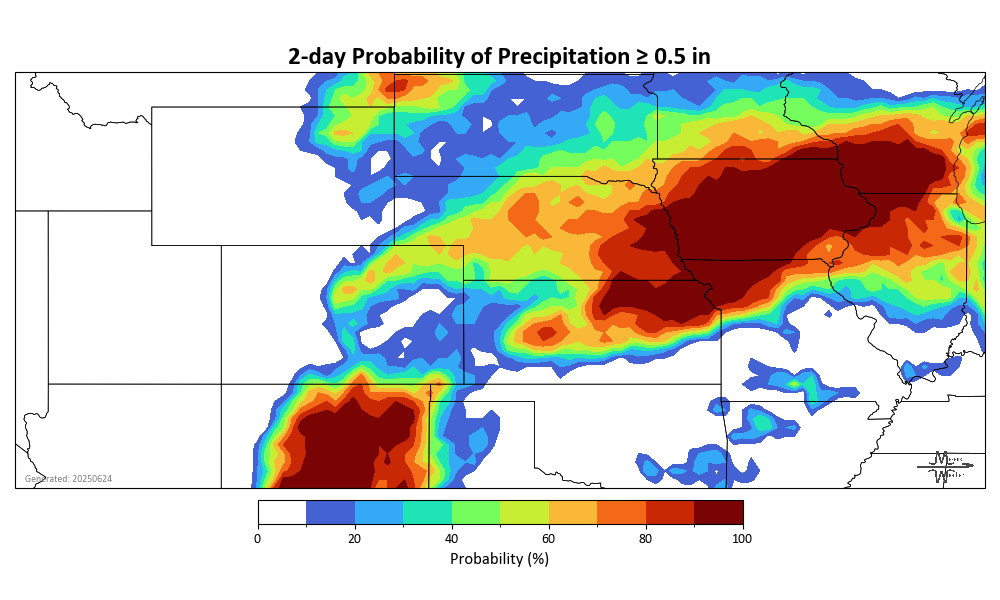 2-day Probability of Precipitation ≥ 0.5 in
Generated: 20250624
0 20 40 60 80 100
Probability (%)